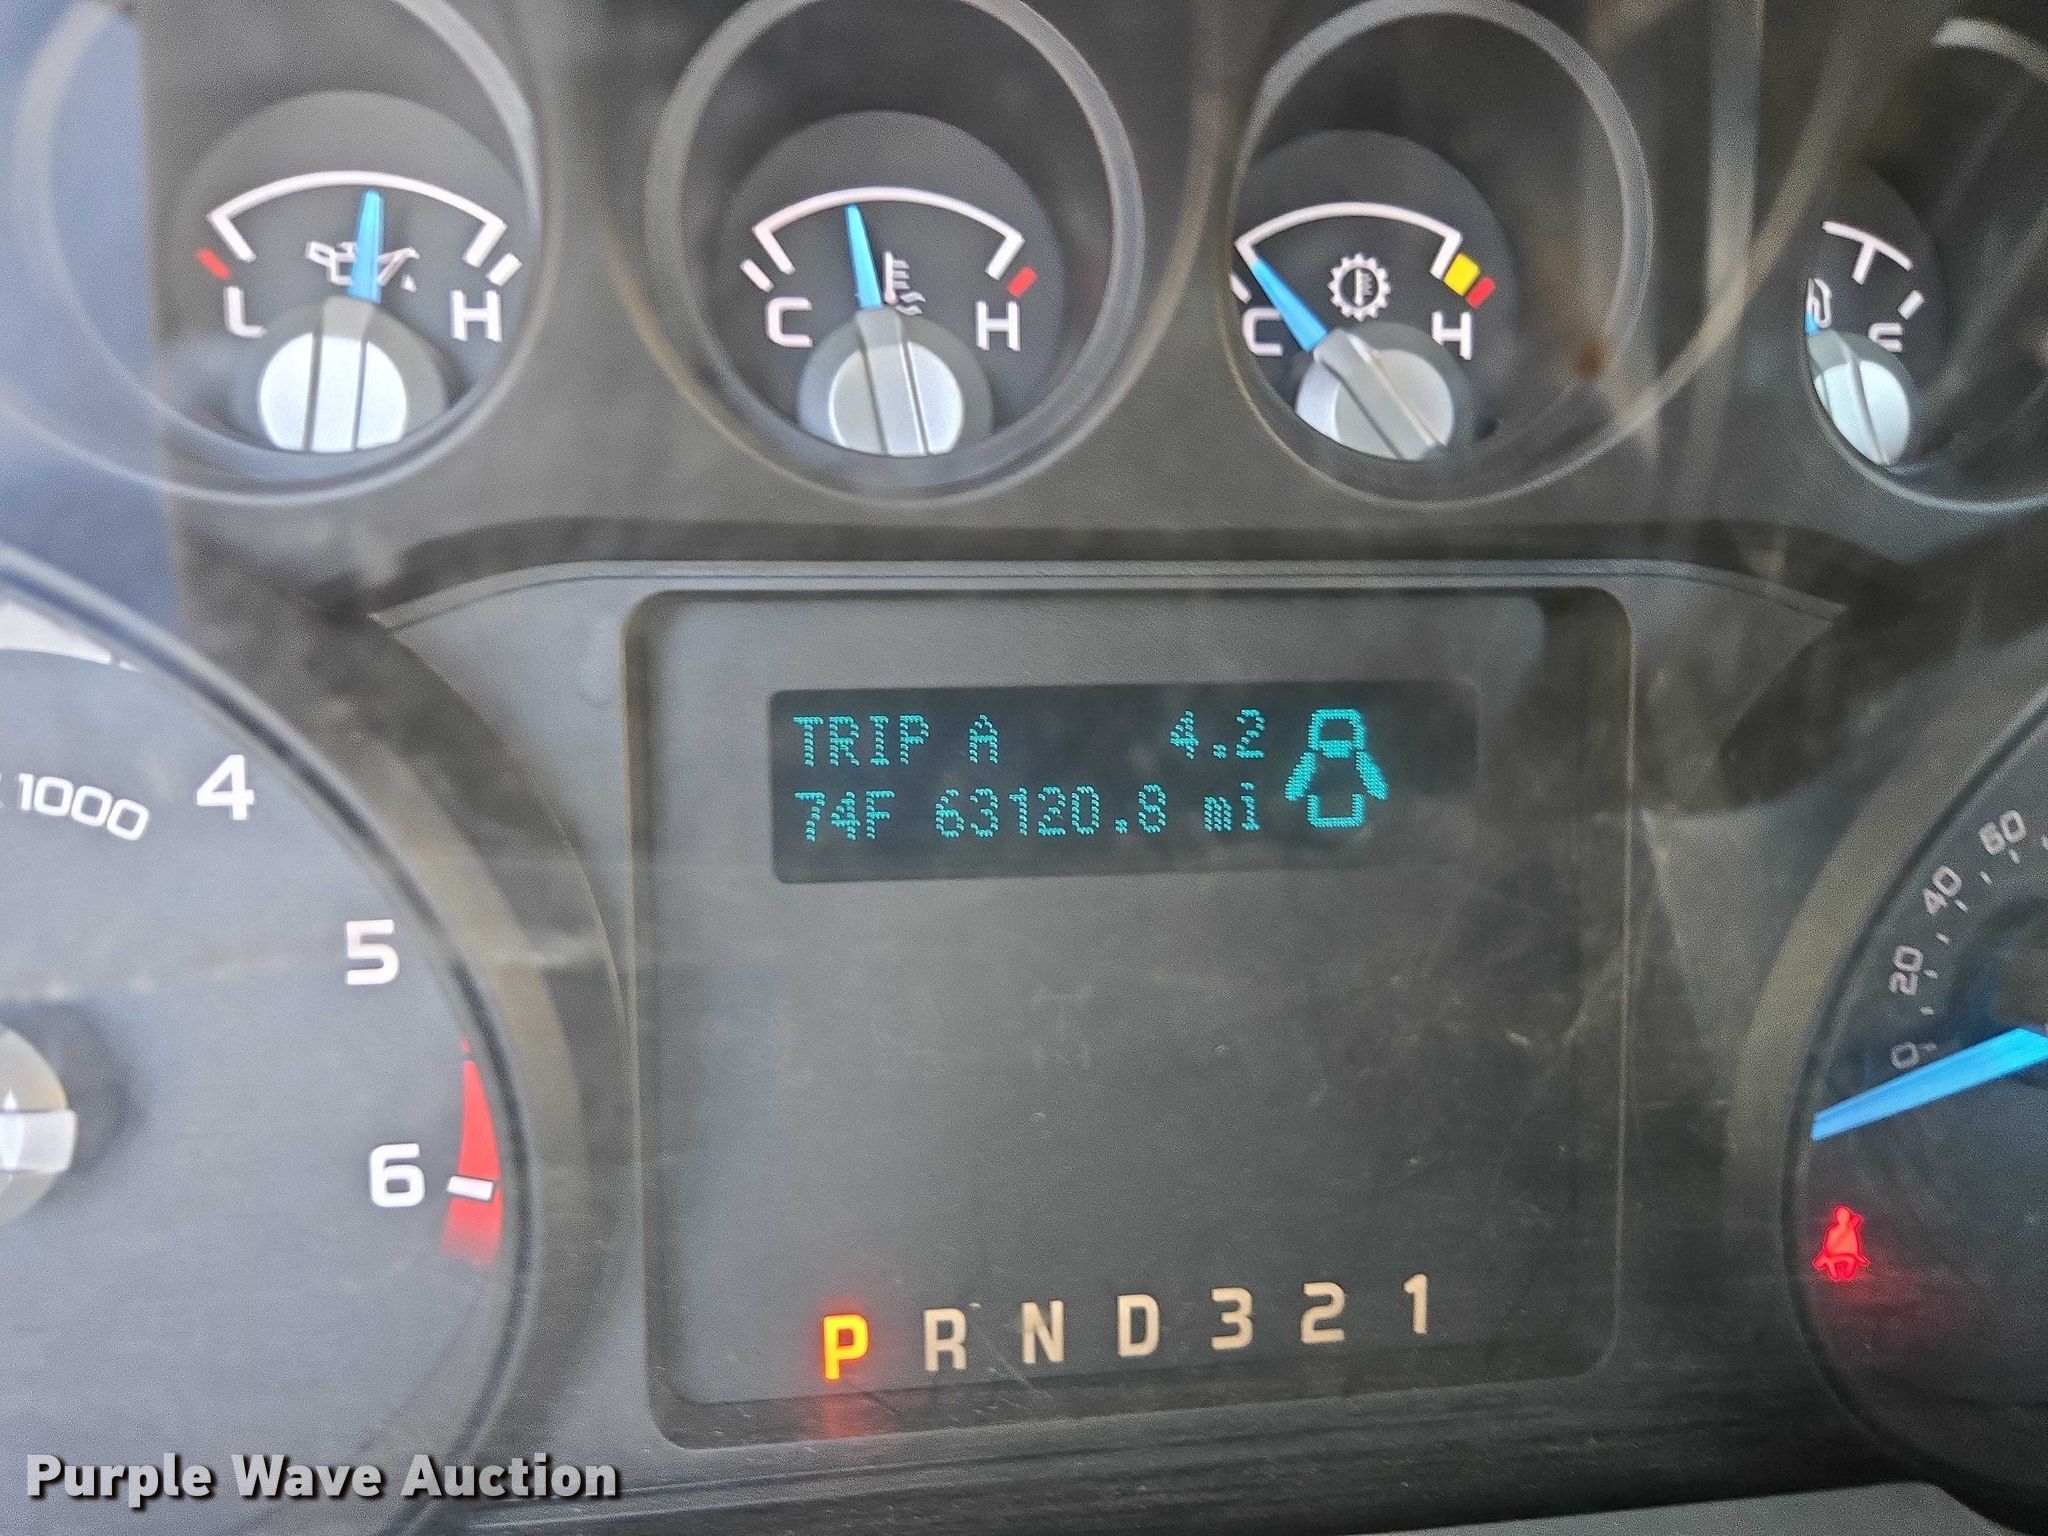 L H
C H
C H
F
TRIP A 4.2
74F 63120.8 mi
1000
4
5
6
60
40
20
0
P R N D 3 2 1
Purple Wave Auction